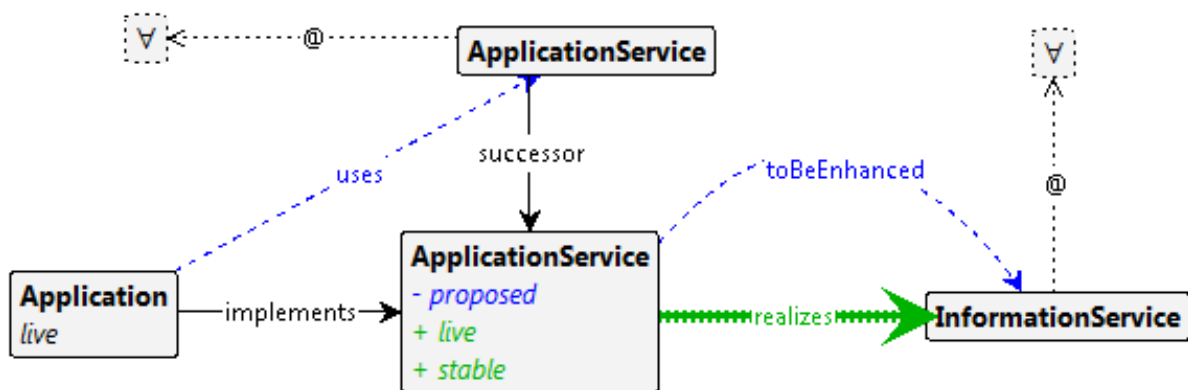 ∀
@
ApplicationService
∀
successor
uses
toBeEnhanced
@
ApplicationService
- proposed
+ live
+ stable
Application
live
implements
realizes
InformationService